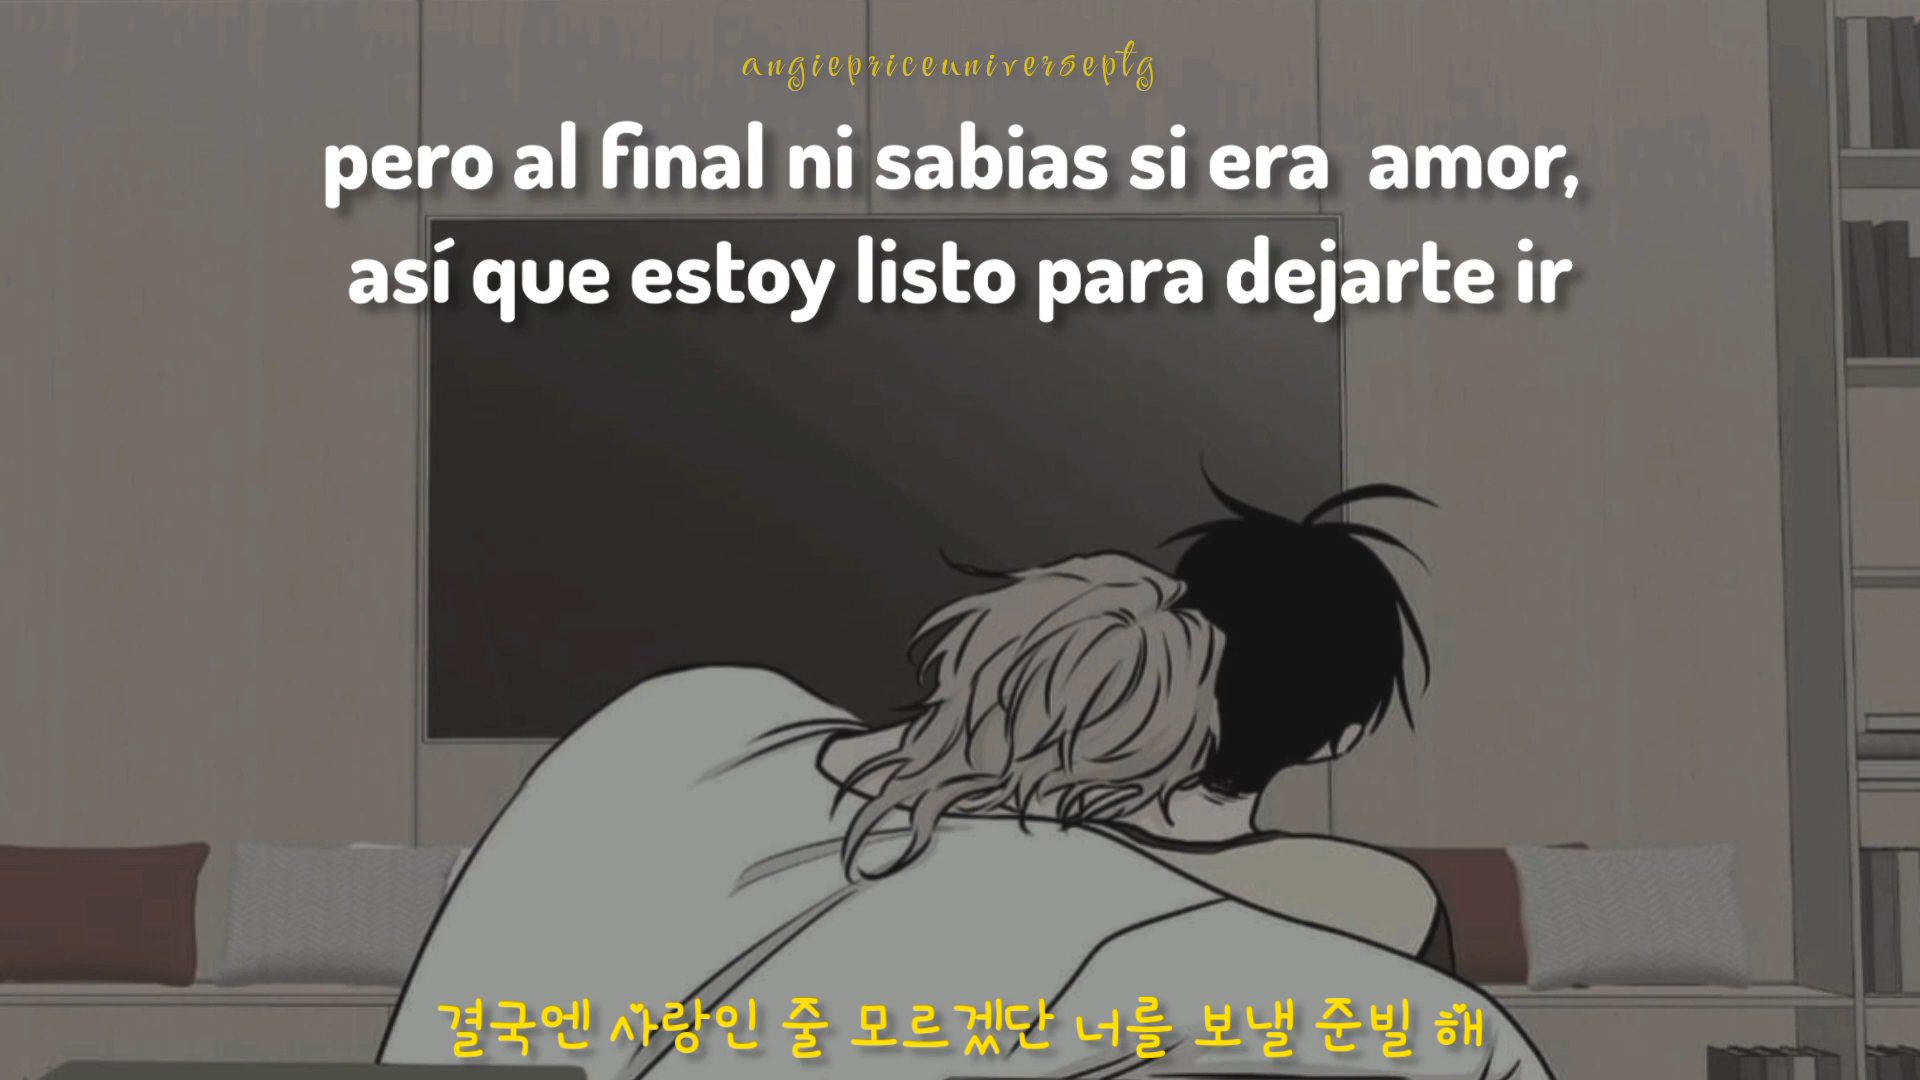 angiepriceuniverseptg
pero al final ni sabias si era amor,
así que estoy listo para dejarte ir
결국엔 사랑인 줄 모르겠단 너를 보낼 준빌 해